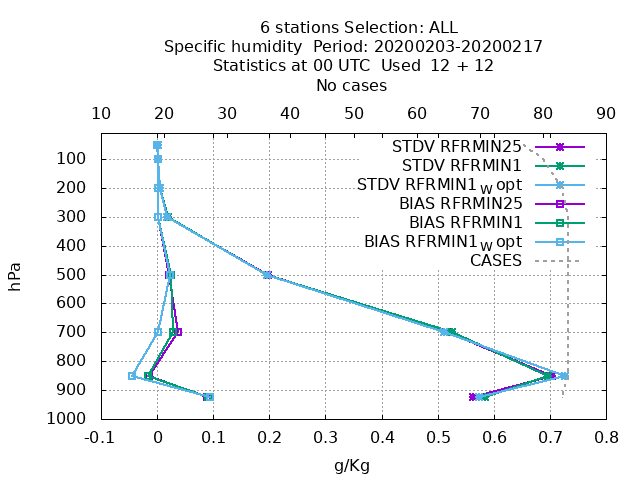 6 stations Selection: ALL
Specific humidity  Period: 20200203-20200217
Statistics at 00 UTC  Used  12 + 12
No cases
10 20 30 40 50 60 70 80 90
STDV RFRMIN25
STDV RFRMIN1
STDV RFRMIN1w opt
BIAS RFRMIN25
BIAS RFRMIN1
BIAS RFRMIN1w opt
CASES
100
200
300
400
500
600
700
800
900
1000
hPa
-0.1 0 0.1 0.2 0.3 0.4 0.5 0.6 0.7 0.8
g/Kg